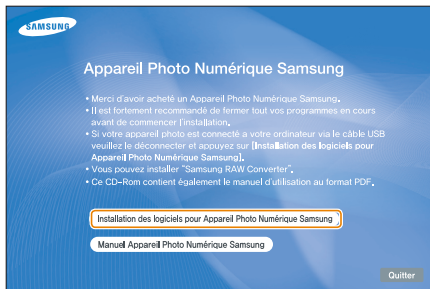 SAMSUNG
Appareil Photo Numérique Samsung
• Merci d'avoir acheté un Appareil Photo Numérique Samsung.
• Il est fortement recommandé de fermer tout vos programmes en cours
avant de commencer l'installation.
• Si votre appareil photo est connecté a votre ordinateur via le câble USB
veuillez le déconnecter et appuyez sur [Installation des logiciels pour
Appareil Photo Numérique Samsung].
• Vous pouvez installer "Samsung RAW Converter".
• Ce CD-Rom contient également le manuel d'utilisation au format PDF.
Installation des logiciels pour Appareil Photo Numérique Samsung
Manuel Appareil Photo Numérique Samsung
Quitter